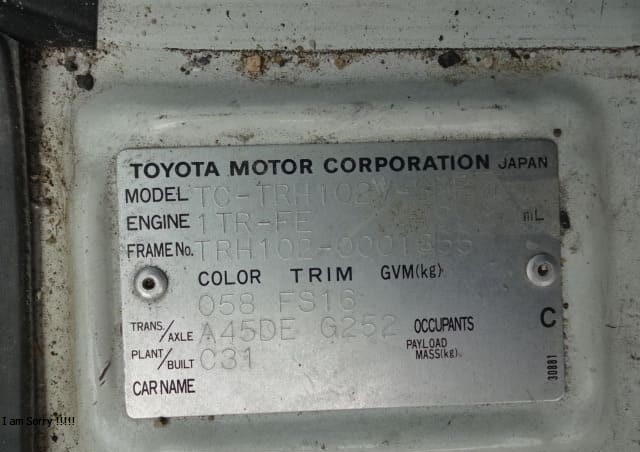 TOYOTA MOTOR CORPORATION JAPAN
MODEL
ENGINE 1TR-FE mL
FRAME No.
COLOR TRIM GVM(kg)
058 FS16
TRANS./AXLE A45DE G252 OCCUPANTS C
PLANT/BUILT C31 PAYLOAD MASS(kg)
CAR NAME
30881
I am Sorry !!!!!